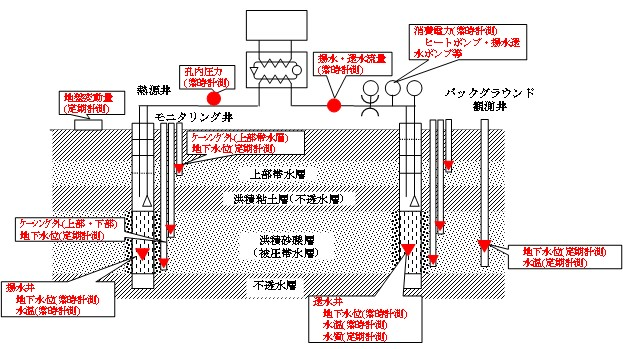 消費電力(常時計測)
ヒートポンプ・揚水還
水ポンプ等
揚水・還水流量
(常時計測)
孔内圧力
(常時計測)
熱源井
バックグラウンド
観測井
地盤変動量
(定期計測)
モニタリング井
ケーシング外(上部帯水層)
地下水位(定期計測)
上部帯水層
洪積粘土層(不透水層)
ケーシング外(上部・下部)
地下水位(定期計測)
洪積砂礫層
(被圧帯水層)
地下水位(定期計測)
水温(定期計測)
不透水層
揚水井
地下水位(常時計測)
水温(常時計測)
還水井
地下水位(常時計測)
水温(常時計測)
水質(定期計測)